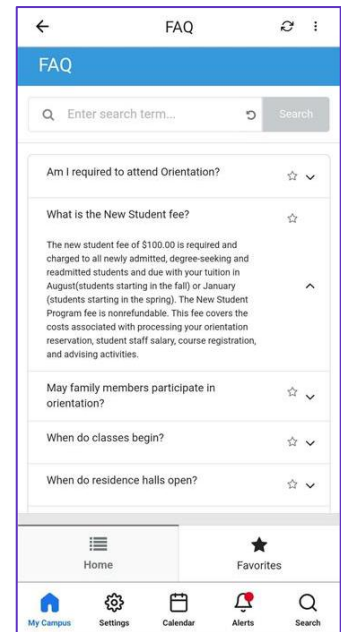 FAQ
FAQ
Enter search term...
Search
Am I required to attend Orientation?
What is the New Student fee?
The new student fee of $100.00 is required and
charged to all newly admitted, degree-seeking and
readmitted students and due with your tuition in
August(students starting in the fall) or January
(students starting in the spring). The New Student
Program fee is nonrefundable. This fee covers the
costs associated with processing your orientation
reservation, student staff salary, course registration,
and advising activities.
May family members participate in
orientation?
When do classes begin?
When do residence halls open?
Home
Favorites
My Campus
Settings
Calendar
Alerts
Search